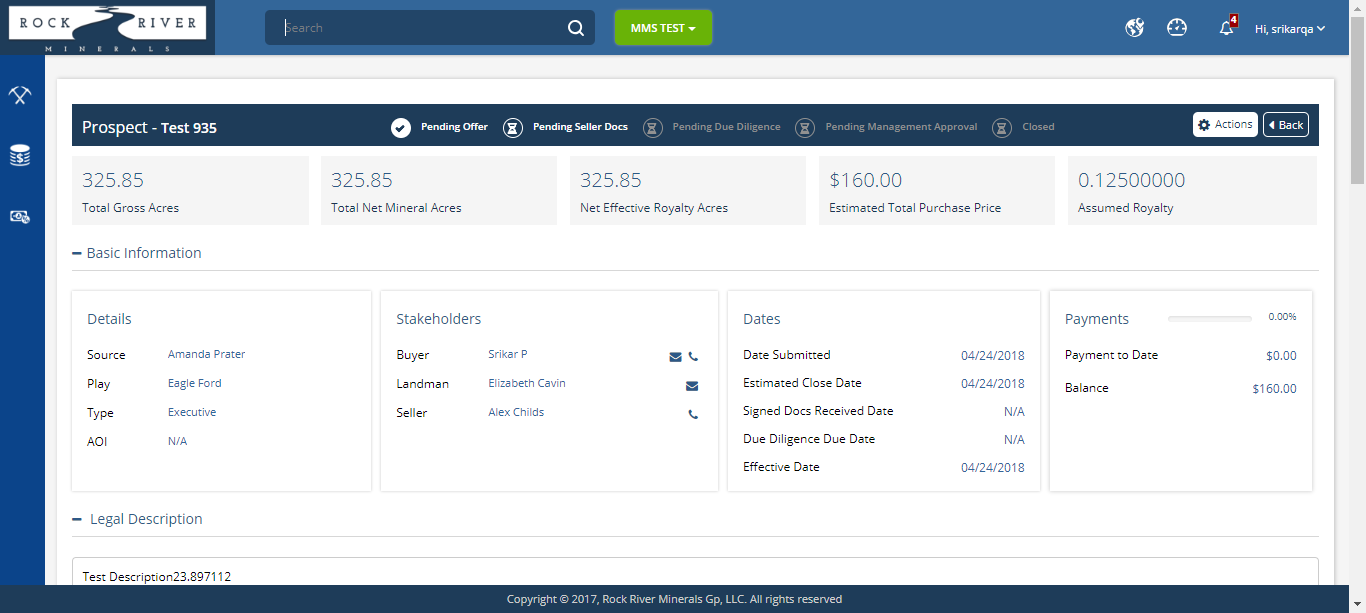 ROCK RIVER
MINERALS
Search
MMS TEST
4
Hi, srikarqa
Prospect - Test 935
Pending Offer
Pending Seller Docs
Pending Due Diligence
Pending Management Approval
Closed
Actions
Back
325.85
Total Gross Acres
325.85
Total Net Mineral Acres
325.85
Net Effective Royalty Acres
$160.00
Estimated Total Purchase Price
0.12500000
Assumed Royalty
Basic Information
Details
Source Amanda Prater
Play Eagle Ford
Type Executive
AOI N/A
Stakeholders
Buyer Srikar P
Landman Elizabeth Cavin
Seller Alex Childs
Dates
Date Submitted 04/24/2018
Estimated Close Date 04/24/2018
Signed Docs Received Date N/A
Due Diligence Due Date N/A
Effective Date 04/24/2018
Payments 0.00%
Payment to Date $0.00
Balance $160.00
Legal Description
Test Description23.897112
Copyright © 2017, Rock River Minerals Gp, LLC. All rights reserved